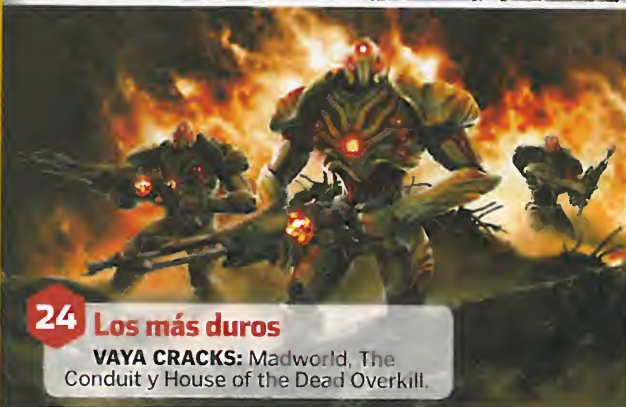 24
Los más duros
VAYA CRACKS: Madworld, The
Conduit y House of the Dead Overkill.